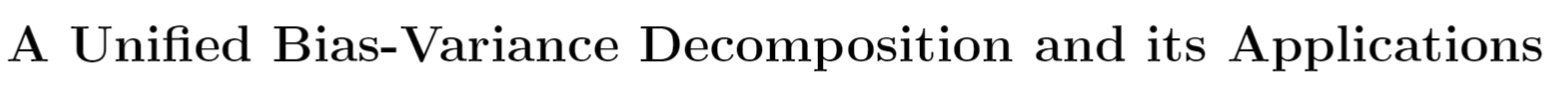 A Unified Bias-Variance Decomposition and its Applications